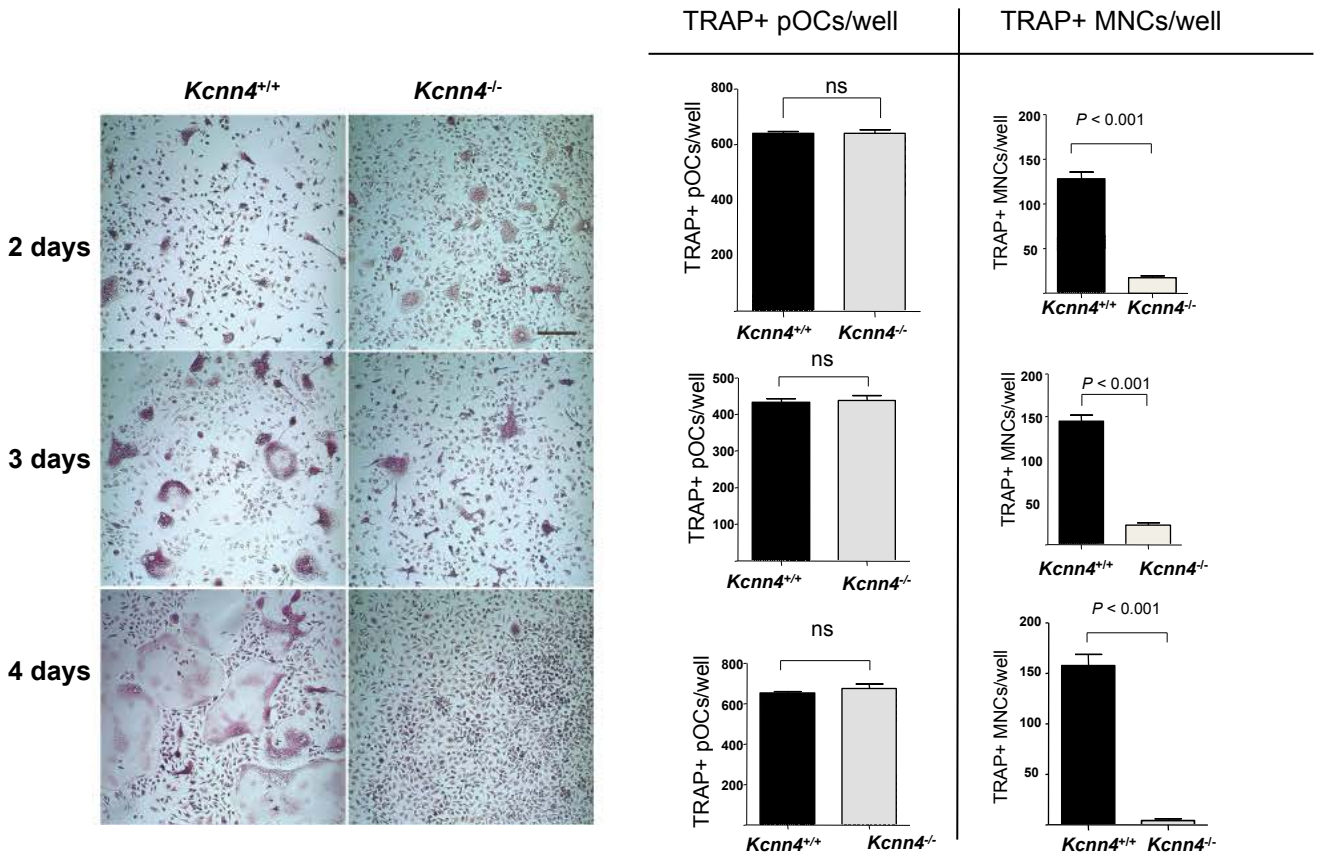 TRAP+ pOCs/well
TRAP+ MNCs/well
Kcnn4+/+
Kcnn4-/-
2 days
3 days
4 days
TRAP+ pOCs/well
800
600
400
200
ns
Kcnn4+/+
Kcnn4-/-
TRAP+ MNCs/well
200
150
100
50
P < 0.001
Kcnn4+/+
Kcnn4-/-
TRAP+ pOCs/well
500
400
300
200
100
ns
Kcnn4+/+
Kcnn4-/-
TRAP+ MNCs/well
200
150
100
50
P < 0.001
Kcnn4+/+
Kcnn4-/-
TRAP+ pOCs/well
800
600
400
200
ns
Kcnn4+/+
Kcnn4-/-
TRAP+ MNCs/well
200
150
100
50
P < 0.001
Kcnn4+/+
Kcnn4-/-